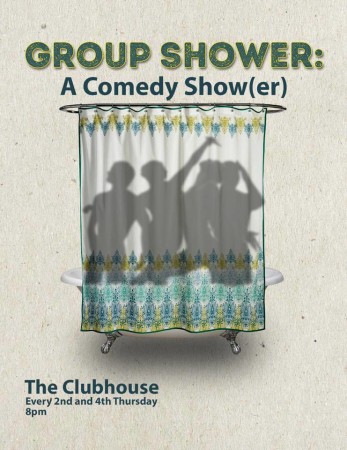 GROUP SHOWER:
A Comedy Show(er)
The Clubhouse
Every 2nd and 4th Thursday
8pm